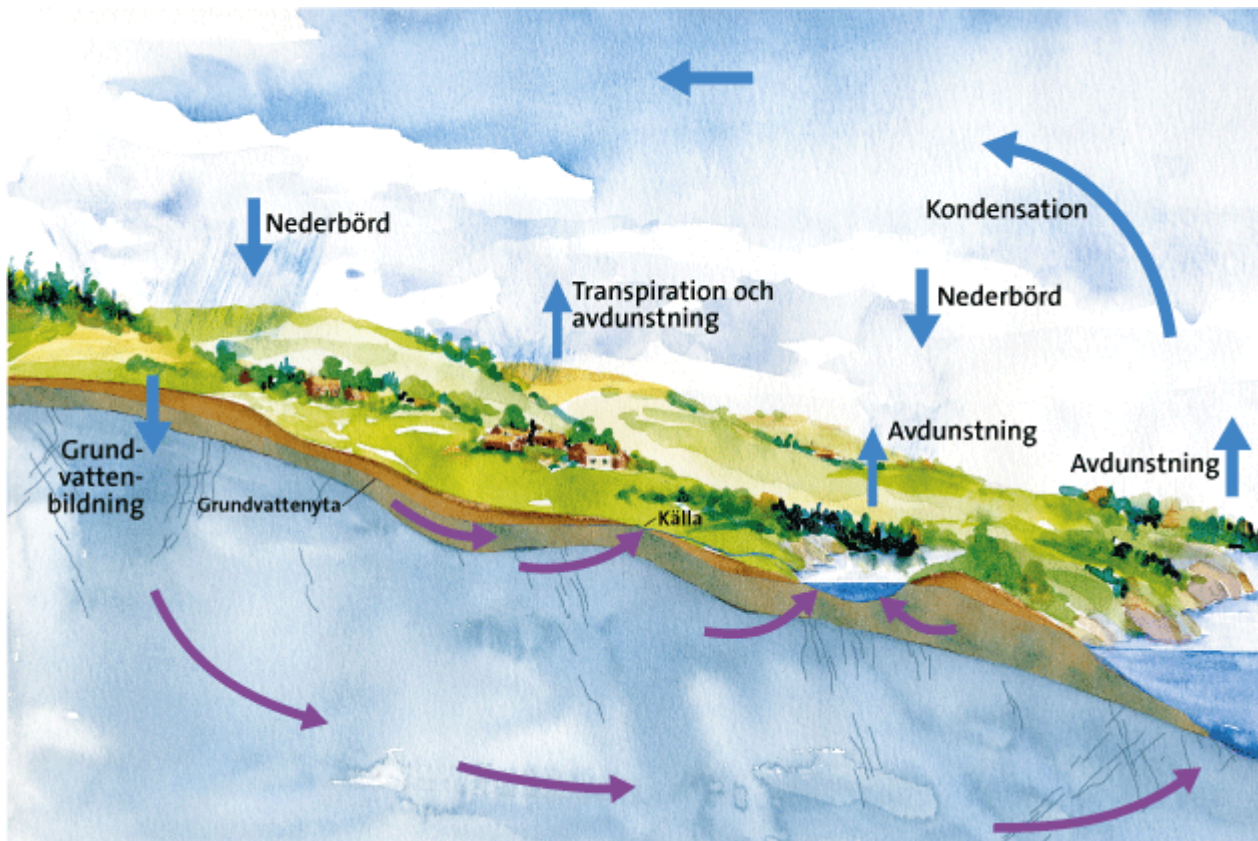 Nederbörd
Kondensation
Transpiration och
avdunstning
Nederbörd
Avdunstning
Avdunstning
Grund-
vatten-
bildning
Grundvattenyta
Källa